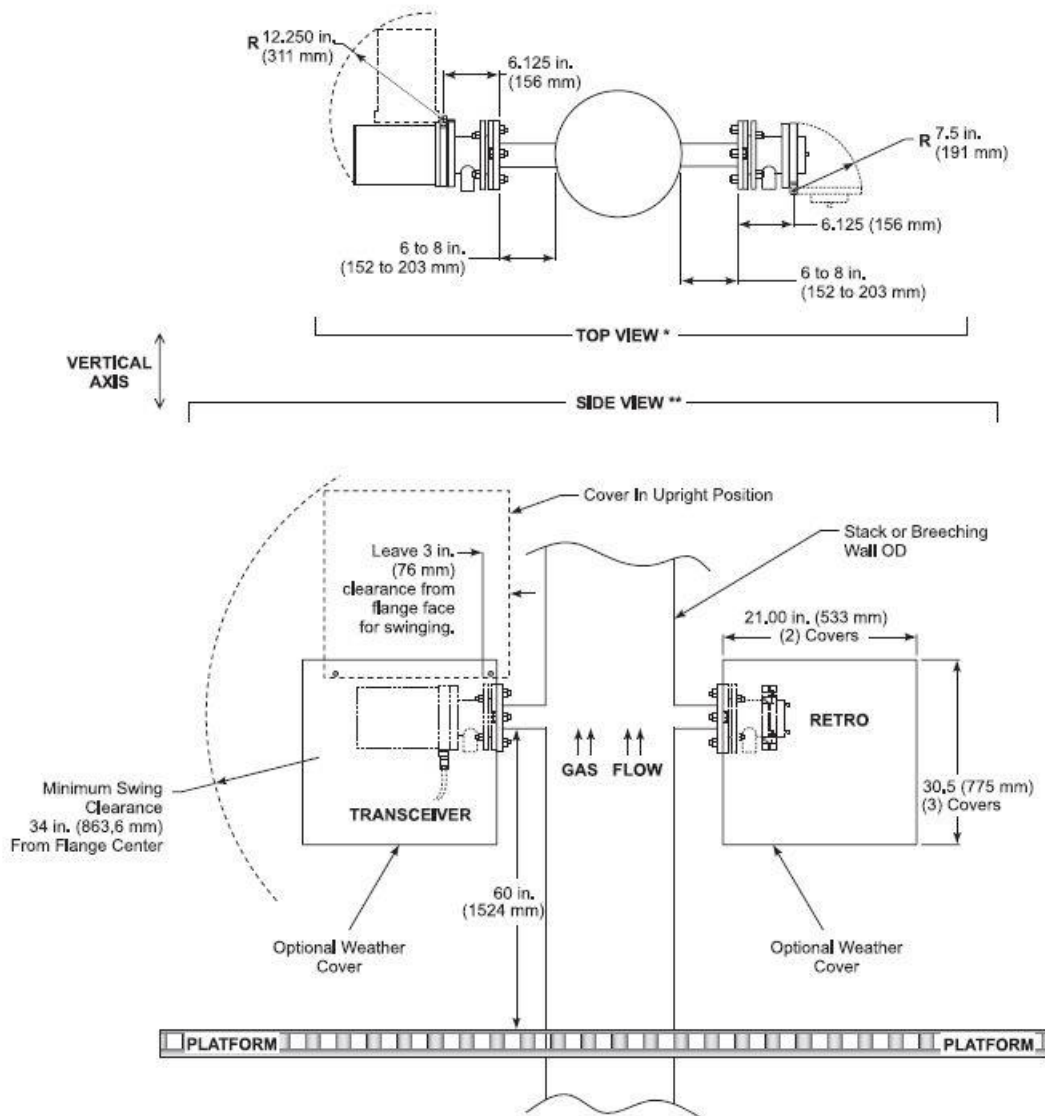 R 12.250 in.
(311 mm)
6.125 in.
(156 mm)
R 7.5 in.
(191 mm)
6.125 (156 mm)
6 to 8 in.
(152 to 203 mm)
6 to 8 in.
(152 to 203 mm)
TOP VIEW *
VERTICAL
AXIS
SIDE VIEW **
Cover In Upright Position
Leave 3 in.
(76 mm)
clearance from
flange face
for swinging.
Stack or Breeching
Wall OD
21.00 in. (533 mm)
(2) Covers
RETRO
GAS FLOW
30.5 (775 mm)
(3) Covers
Minimum Swing
Clearance
34 in. (863,6 mm)
From Flange Center
TRANSCEIVER
60 in.
(1524 mm)
Optional Weather
Cover
Optional Weather
Cover
PLATFORM
PLATFORM